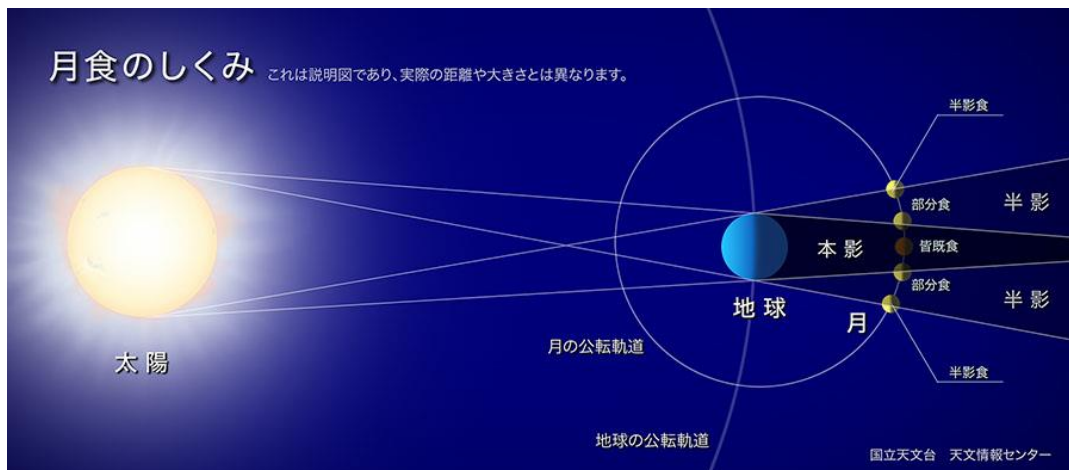 月食のしくみ これは説明図であり、実際の距離や大きさとは異なります。
半影食
部分食
半影
本影
皆既食
部分食
半影
地球
月
太陽
月の公転軌道
半影食
地球の公転軌道
国立天文台 天文情報センター